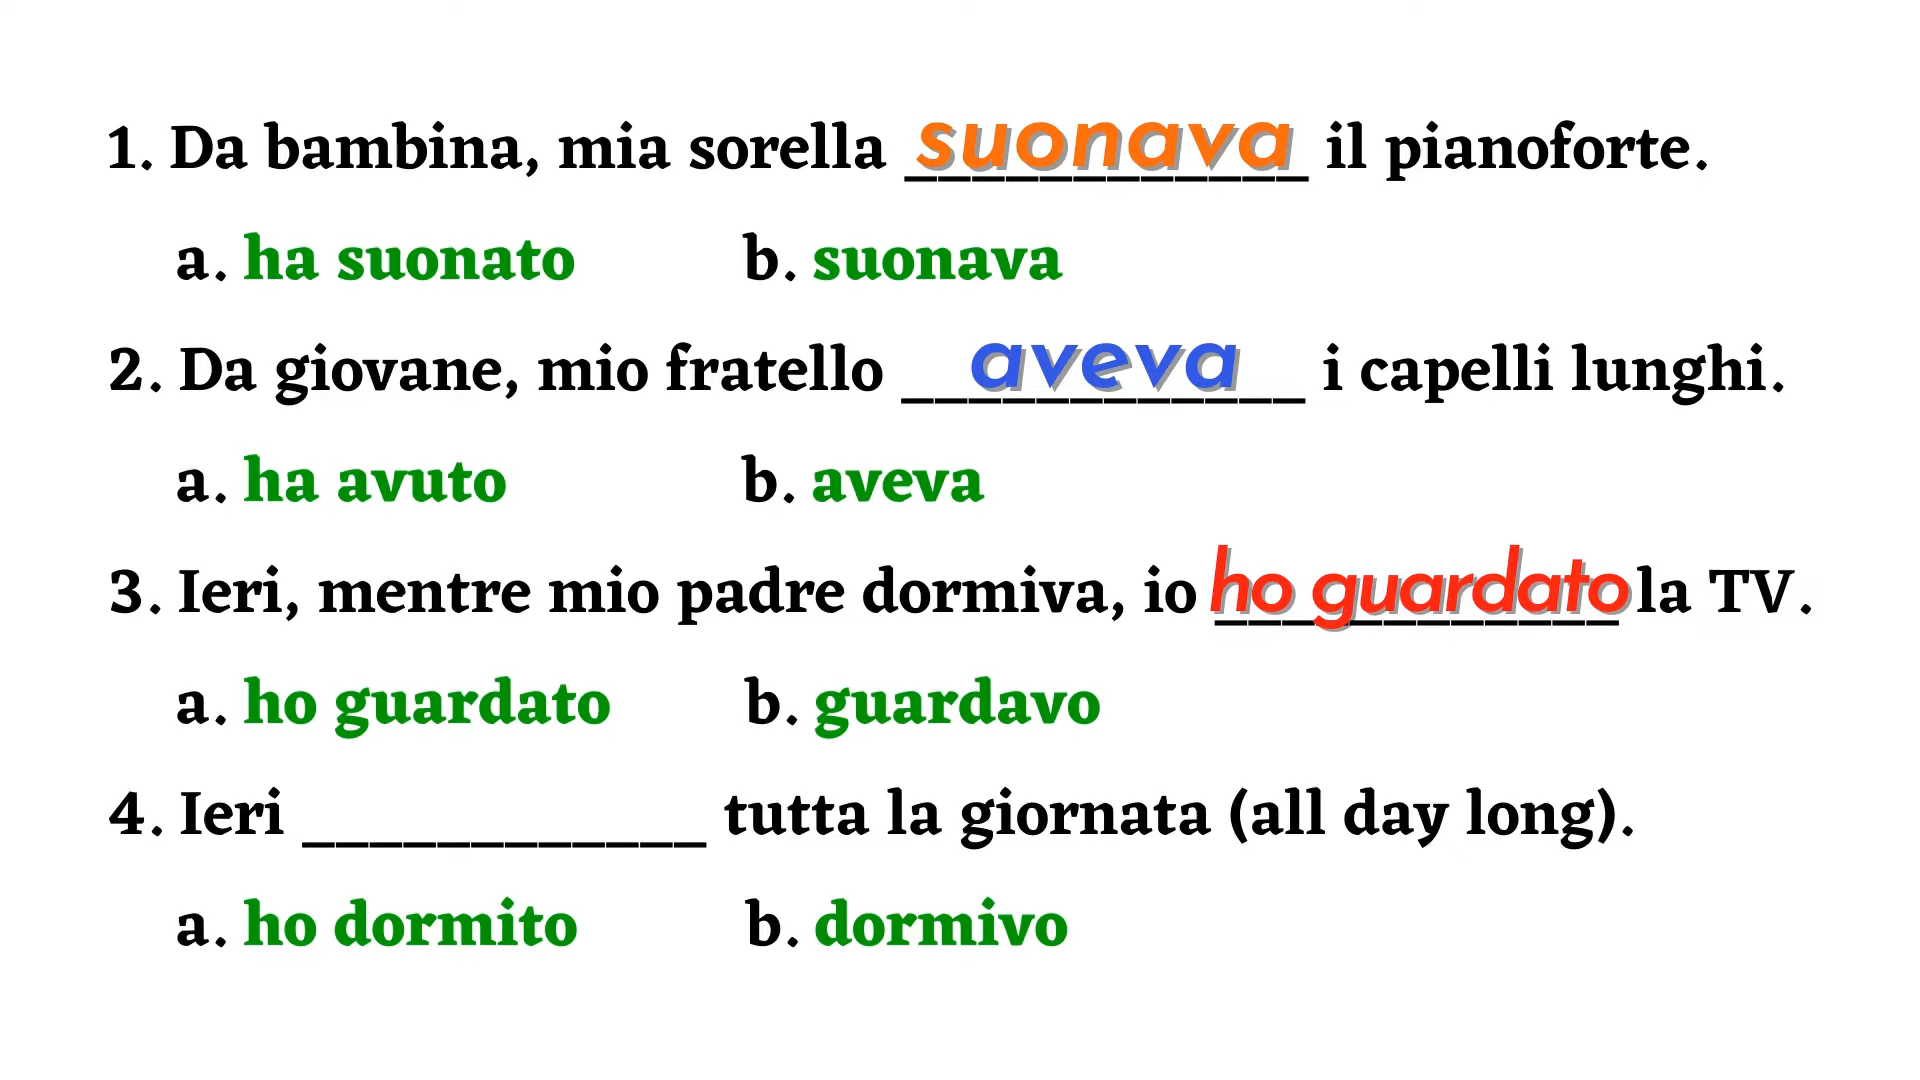 1. Da bambina, mia sorella suonava il pianoforte.
a. ha suonato b. suonava
2. Da giovane, mio fratello aveva i capelli lunghi.
a. ha avuto b. aveva
3. Ieri, mentre mio padre dormiva, io ho guardato la TV.
a. ho guardato b. guardavo
4. Ieri ____________ tutta la giornata (all day long).
a. ho dormito b. dormivo